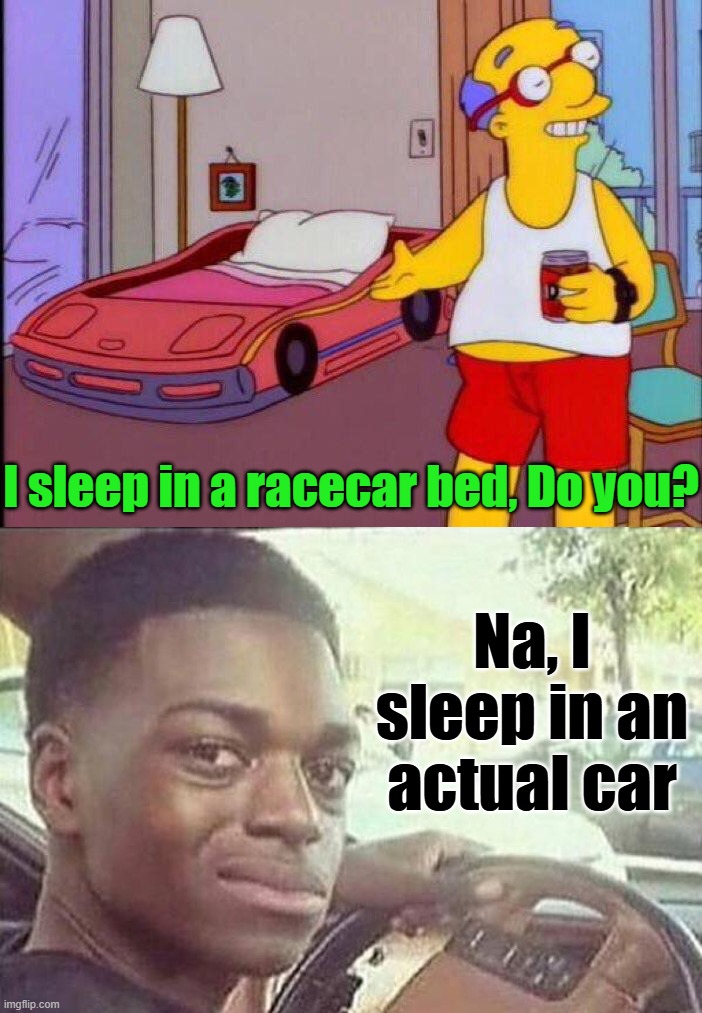 I sleep in a racecar bed, Do you?
Na, I
sleep in an
actual car
imgflip.com